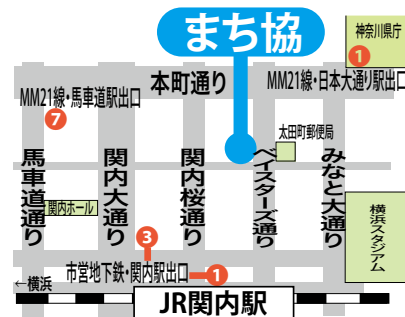 まち協
神奈川県庁
1
本町通り
MM21線・馬車道駅出口
7
MM21線・日本大通り駅出口
太田町郵便局
馬車道通り
関内ホール
関内大通り
関内桜通り
ベイスターズ通り
みなと大通り
横浜スタジアム
3
市営地下鉄・関内駅出口
1
←横浜
JR関内駅